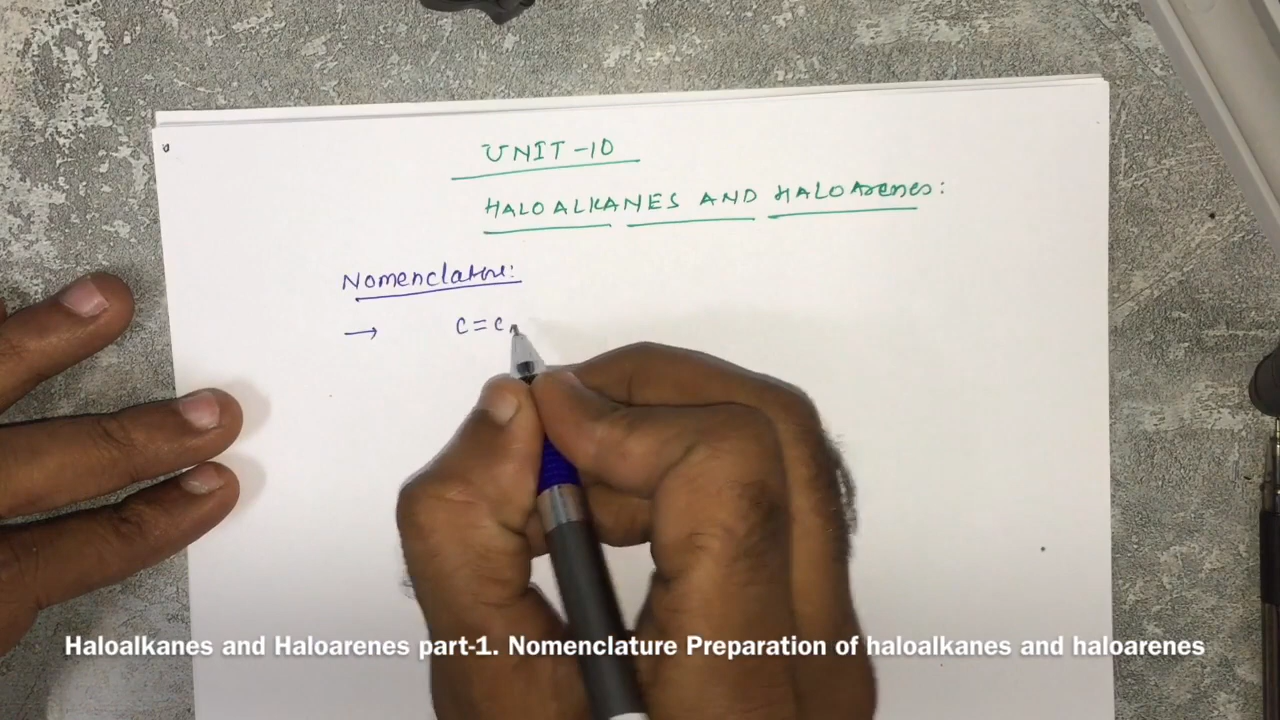 UNIT-10
HALOALKANES AND HALOArenes:
Nomenclature:
→ C=C
Haloalkanes and Haloarenes part-1. Nomenclature Preparation of haloalkanes and haloarenes